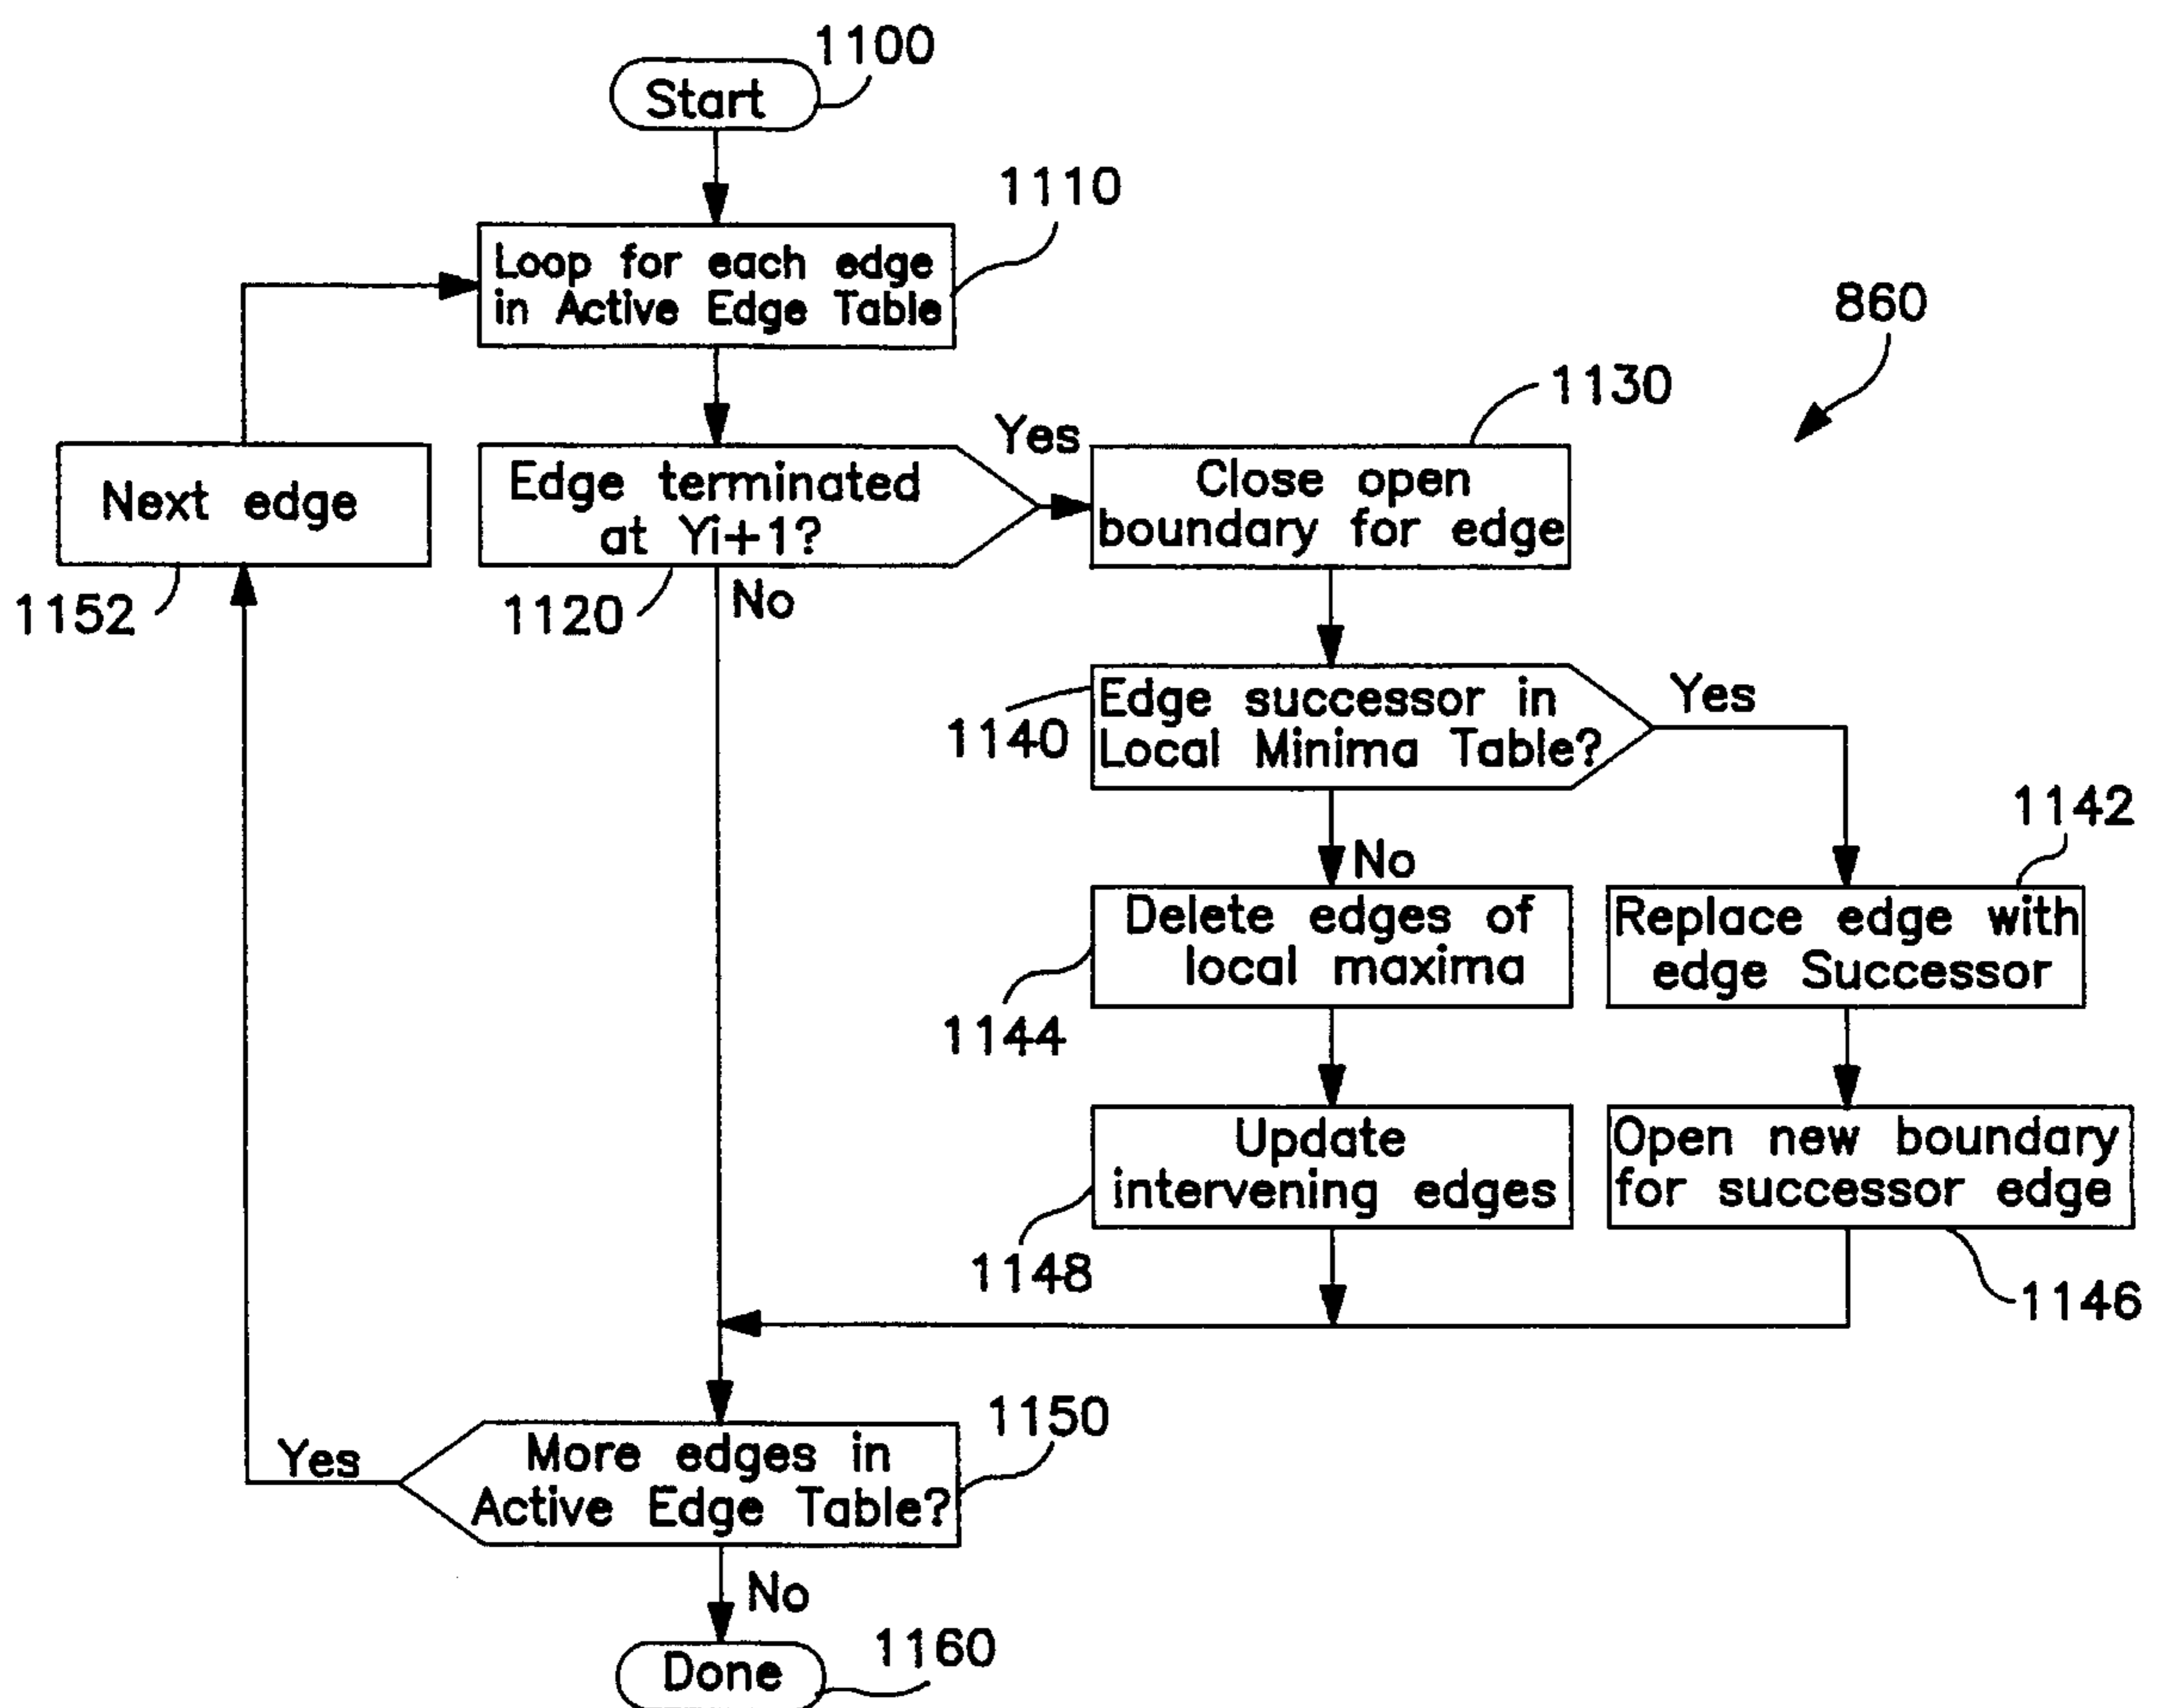 1100
Start
1110
Loop for each edge
in Active Edge Table
860
1130
Yes
Close open
boundary for edge
Next edge
Edge terminated
at Yi+1?
1152
1120
No
Edge successor in
Local Minima Table?
Yes
1140
1142
No
Delete edges of
local maxima
Replace edge with
edge Successor
1144
Update
intervening edges
Open new boundary
for successor edge
1148
1146
1150
Yes
More edges in
Active Edge Table?
No
1160
Done